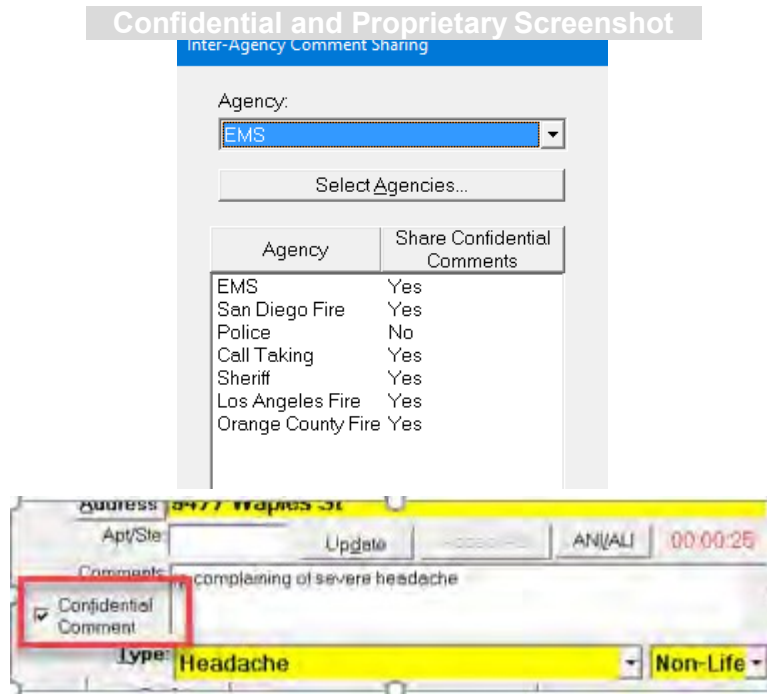 Confidential and Proprietary Screenshot
Inter-Agency Comment Sharing
Agency:
EMS
Select Agencies...
Agency Share Confidential Comments
EMS Yes
San Diego Fire Yes
Police No
Call Taking Yes
Sheriff Yes
Los Angeles Fire Yes
Orange County Fire Yes
Address 9477 Waples St
Apt/Ste: Update ANI/ALI 00:00:25
Comments complaining of severe headache
Confidential
Comment
Type: Headache Non-Life